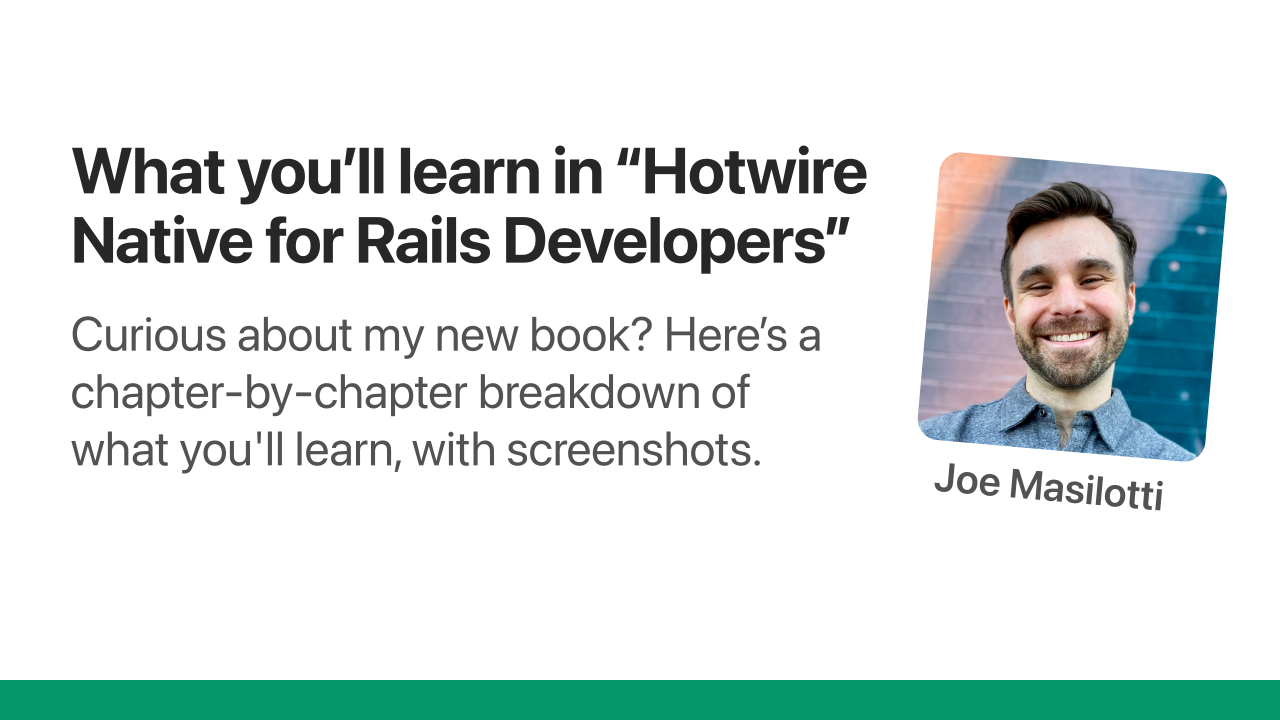 What you’ll learn in “Hotwire
Native for Rails Developers”
Curious about my new book? Here’s a
chapter-by-chapter breakdown of
what you'll learn, with screenshots.
Joe Masilotti